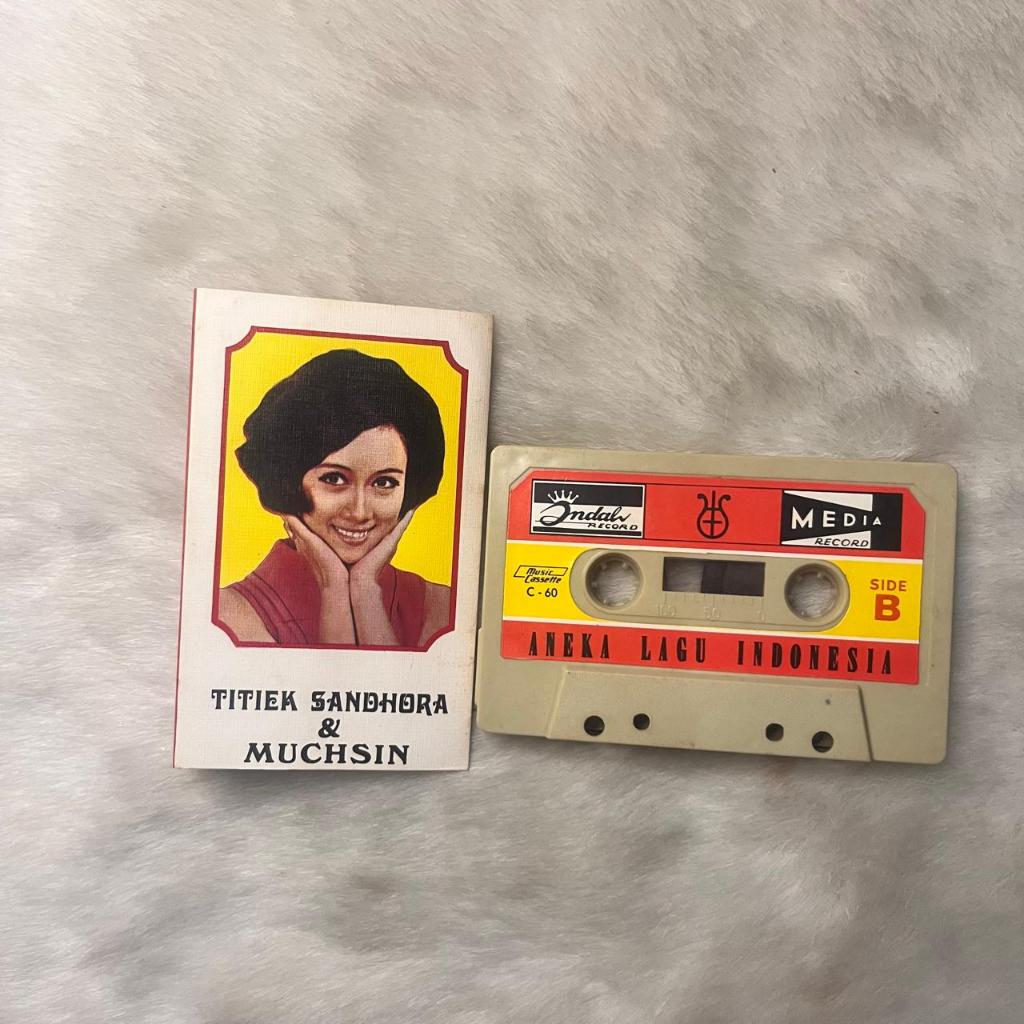 TITIEK SANDHORA
&
MUCHSIN
Indah
RECORD
MEDIA
RECORD
Music
Cassette
C-60
100 50 0
SIDE
B
ANEKA LAGU INDONESIA